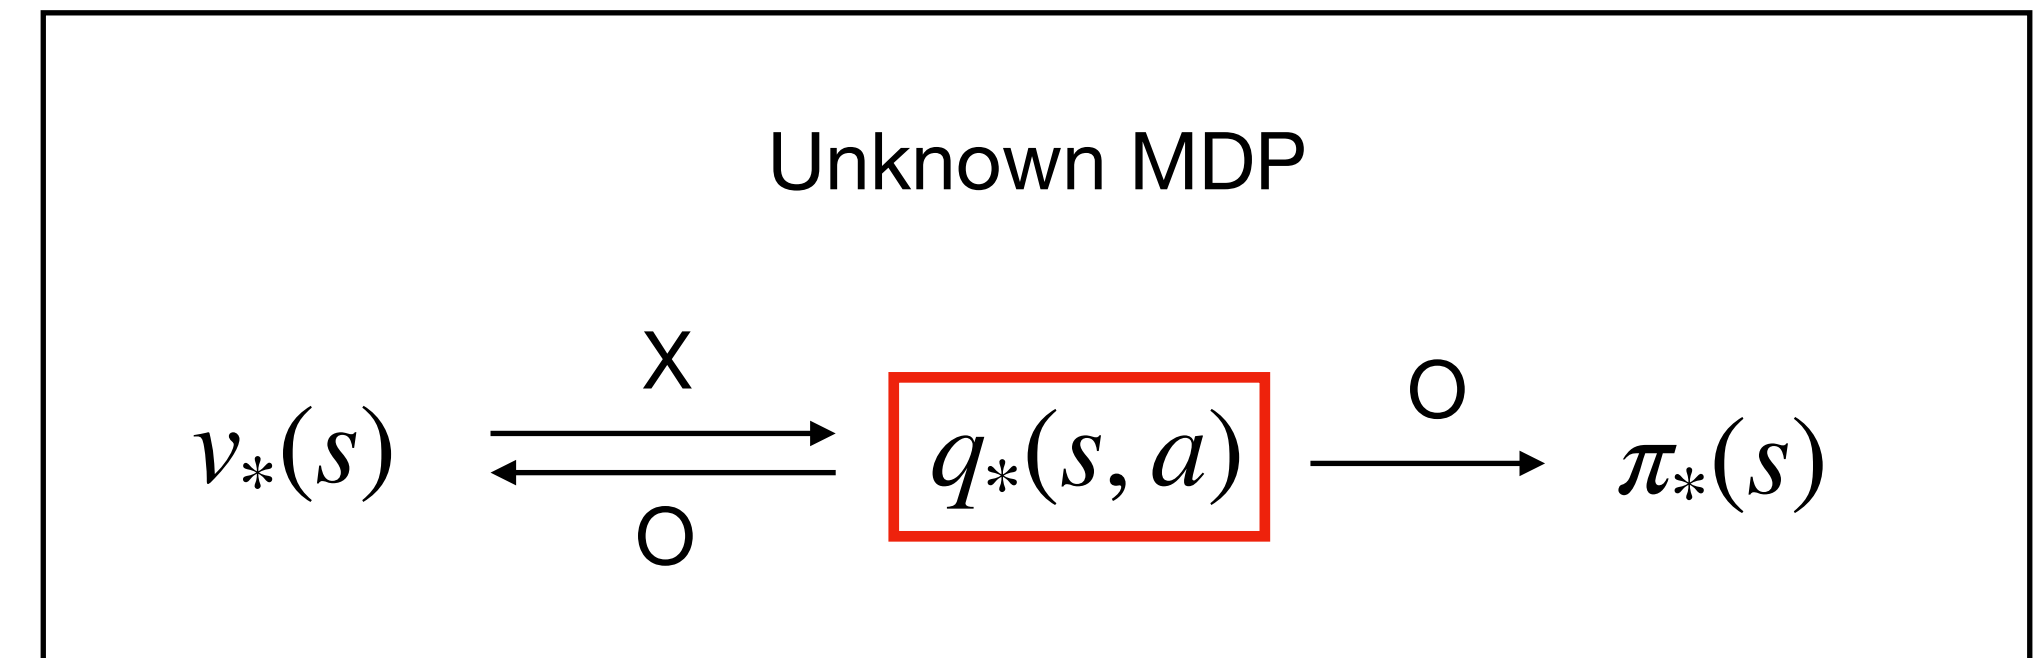 Unknown MDP
X
O
v*(s) q*(s, a) π*(s)
O